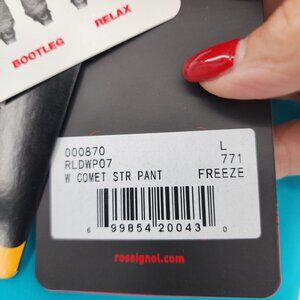 BOOTLEG
RELAX
000870 L
RLDWP07 771
W COMET STR PANT FREEZE
6 99854 20043 0
rossignol.com